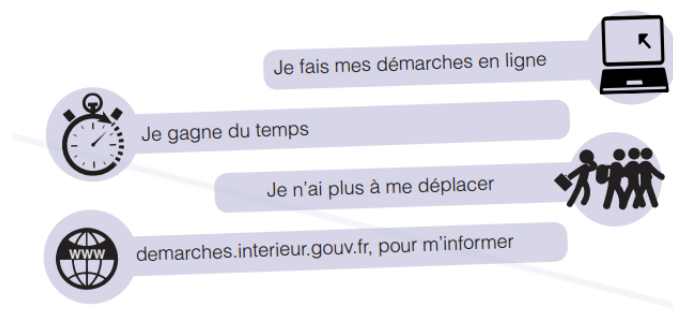 Je fais mes démarches en ligne
Je gagne du temps
Je n'ai plus à me déplacer
www
demarches.interieur.gouv.fr, pour m'informer